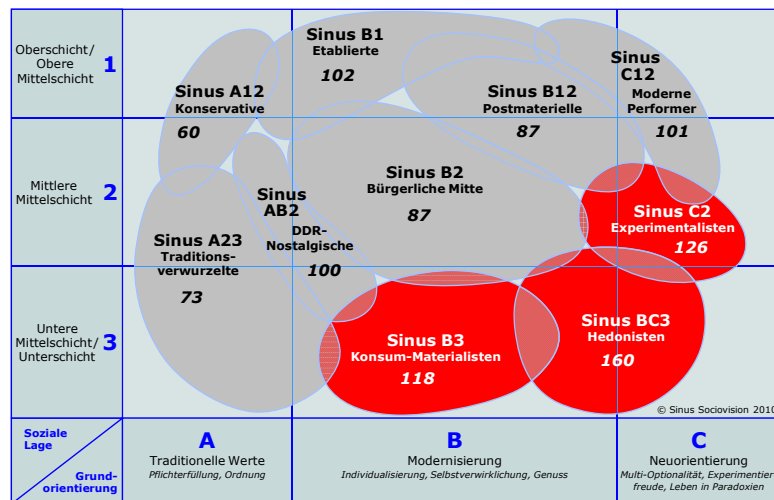 Oberschicht/
Obere
Mittelschicht
1
Mittlere
Mittelschicht
2
Untere
Mittelschicht/
Unterschicht
3
Sinus B1
Etablierte
102
Sinus A12
Konservative
60
Sinus B12
Postmaterielle
87
Sinus
C12
Moderne
Performer
101
Sinus B2
Bürgerliche Mitte
87
Sinus
AB2
DDR-
Nostalgische
100
Sinus A23
Traditions-
verwurzelte
73
Sinus C2
Experimentalisten
126
Sinus B3
Konsum-Materialisten
118
Sinus BC3
Hedonisten
160
© Sinus Sociovision 2010
Soziale
Lage
Grund-
orientierung
A
Traditionelle Werte
Pflichterfüllung, Ordnung
B
Modernisierung
Individualisierung, Selbstverwirklichung, Genuss
C
Neuorientierung
Multi-Optionalität, Experimentier-
freude, Leben in Paradoxien